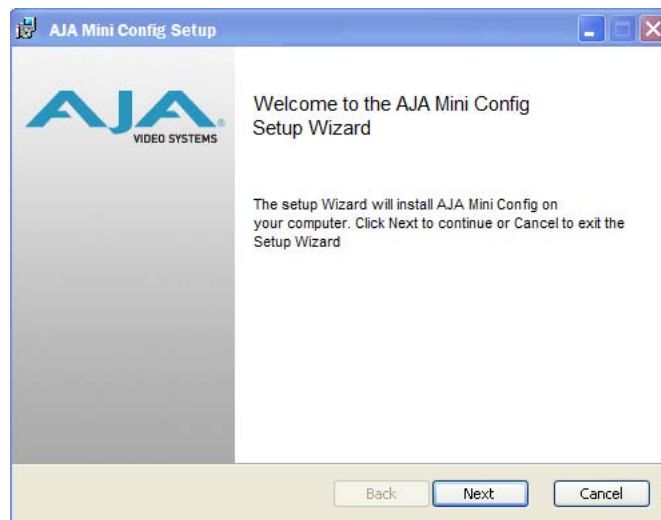 AJA Mini Config Setup
AJA®
VIDEO SYSTEMS
Welcome to the AJA Mini Config
Setup Wizard
The setup Wizard will install AJA Mini Config on
your computer. Click Next to continue or Cancel to exit the
Setup Wizard
Back
Next
Cancel